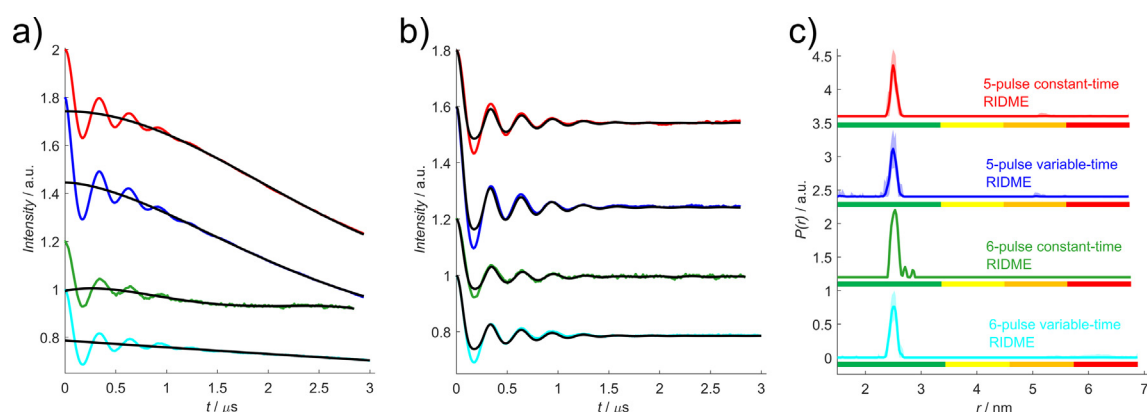 a)
b)
c)
2
1.8
1.6
1.4
1.2
1
0.8
Intensity / a.u.
0 0.5 1 1.5 2 2.5 3
t / μs
1.8
1.6
1.4
1.2
1
0.8
Intensity / a.u.
0 0.5 1 1.5 2 2.5 3
t / μs
4.5
3.5
2.5
1.5
1
0.5
0
P(r) / a.u.
5-pulse constant-time
RIDME
5-pulse variable-time
RIDME
6-pulse constant-time
RIDME
6-pulse variable-time
RIDME
2 3 4 5 6 7
r / nm